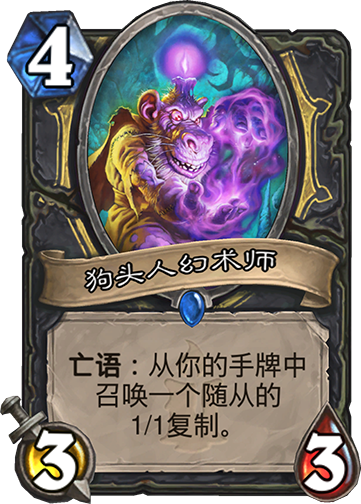 4
狗头人幻术师
亡语：从你的手牌中
召唤一个随从的
1/1复制。
3
3